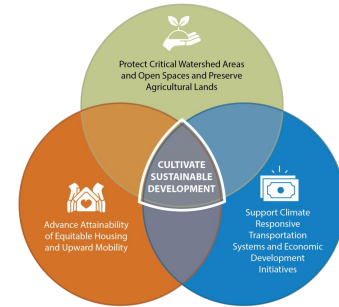 Protect Critical Watershed Areas
and Open Spaces and Preserve
Agricultural Lands
CULTIVATE
SUSTAINABLE
DEVELOPMENT
Advance Attainability
of Equitable Housing
and Upward Mobility
Support Climate
Responsive
Transportation
Systems and Economic
Development
Initiatives